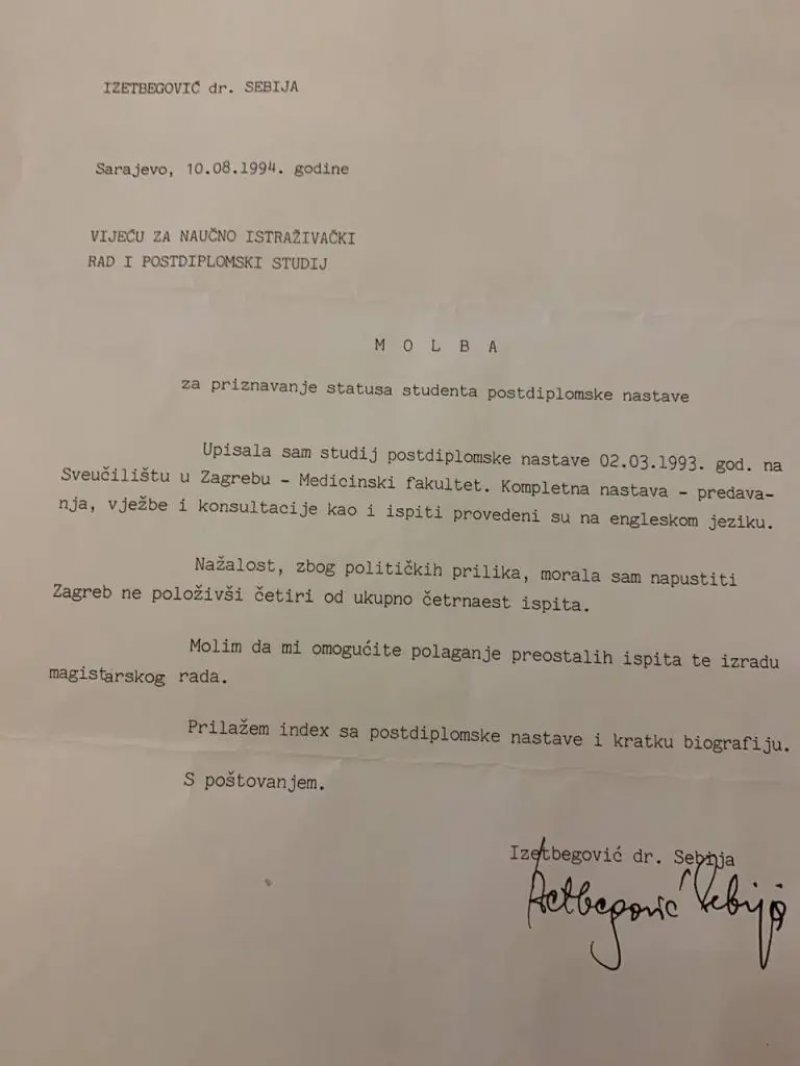 IZETBEGOVIĆ dr. SEBIJA
Sarajevo, 10.08.1994. godine
VIJEĆU ZA NAUČNO ISTRAŽIVAČKI
RAD I POSTDIPLOMSKI STUDIJ
M O L B A
za priznavanje statusa studenta postdiplomske nastave
Upisala sam studij postdiplomske nastave 02.03.1993. god. na
Sveučilištu u Zagrebu - Medicinski fakultet. Kompletna nastava - predava-
nja, vježbe i konsultacije kao i ispiti provedeni su na engleskom jeziku.
Nažalost, zbog političkih prilika, morala sam napustiti
Zagreb ne položivši četiri od ukupno četrnaest ispita.
Molim da mi omogućite polaganje preostalih ispita te izradu
magistarskog rada.
Prilažem index sa postdiplomske nastave i kratku biografiju.
S poštovanjem.
Izetbegović dr. Sebija
Izetbegović Sebija